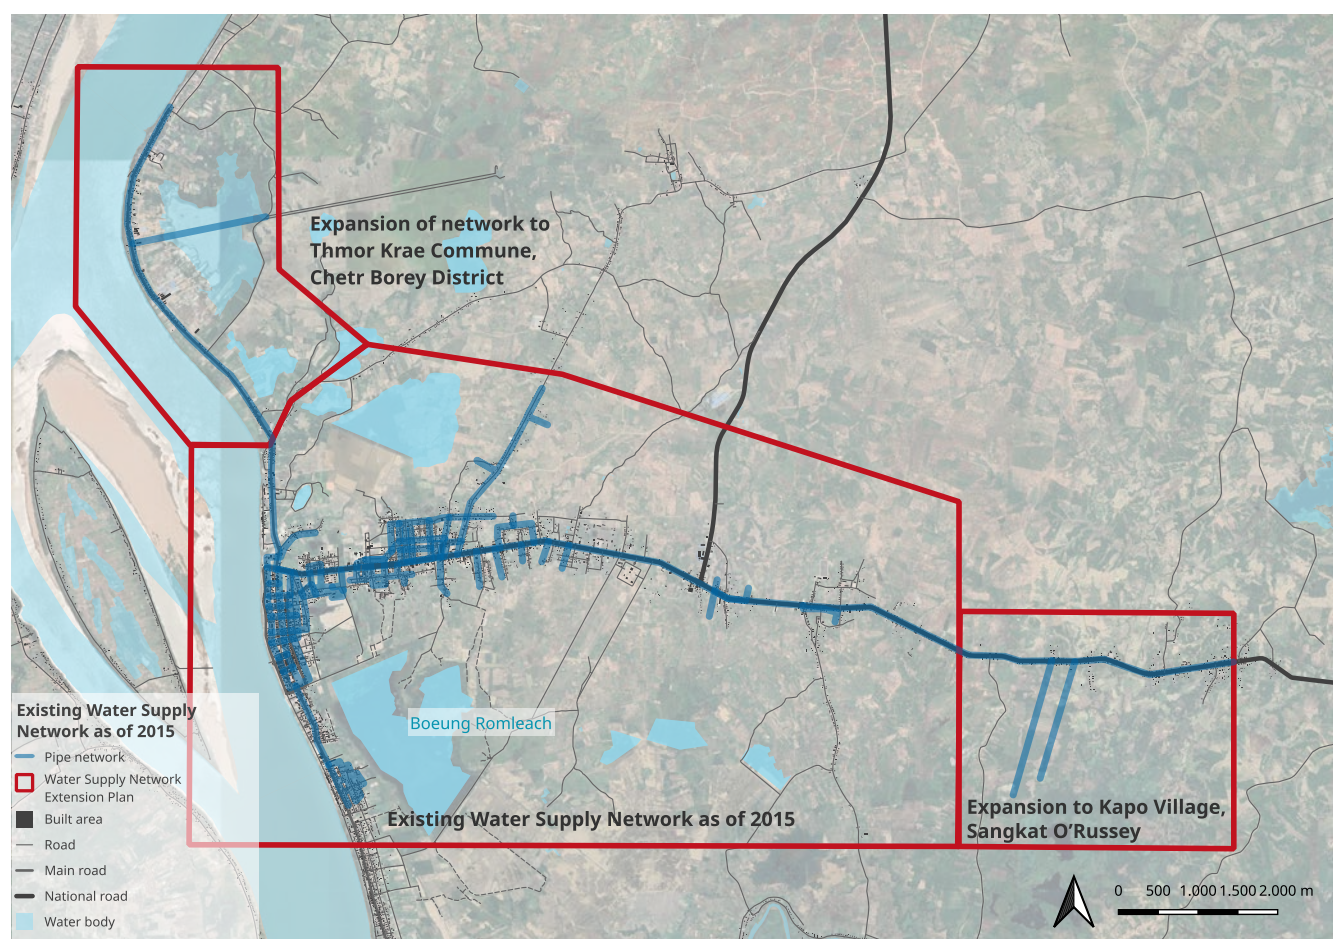 Expansion of network to
Thmor Krae Commune,
Chetr Borey District
Boeung Romleach
Existing Water Supply Network as of 2015
Expansion to Kapo Village,
Sangkat O’Russey
Existing Water Supply
Network as of 2015
Pipe network
Water Supply Network
Extension Plan
Built area
Road
Main road
National road
Water body
0 500 1.000 1.500 2.000 m